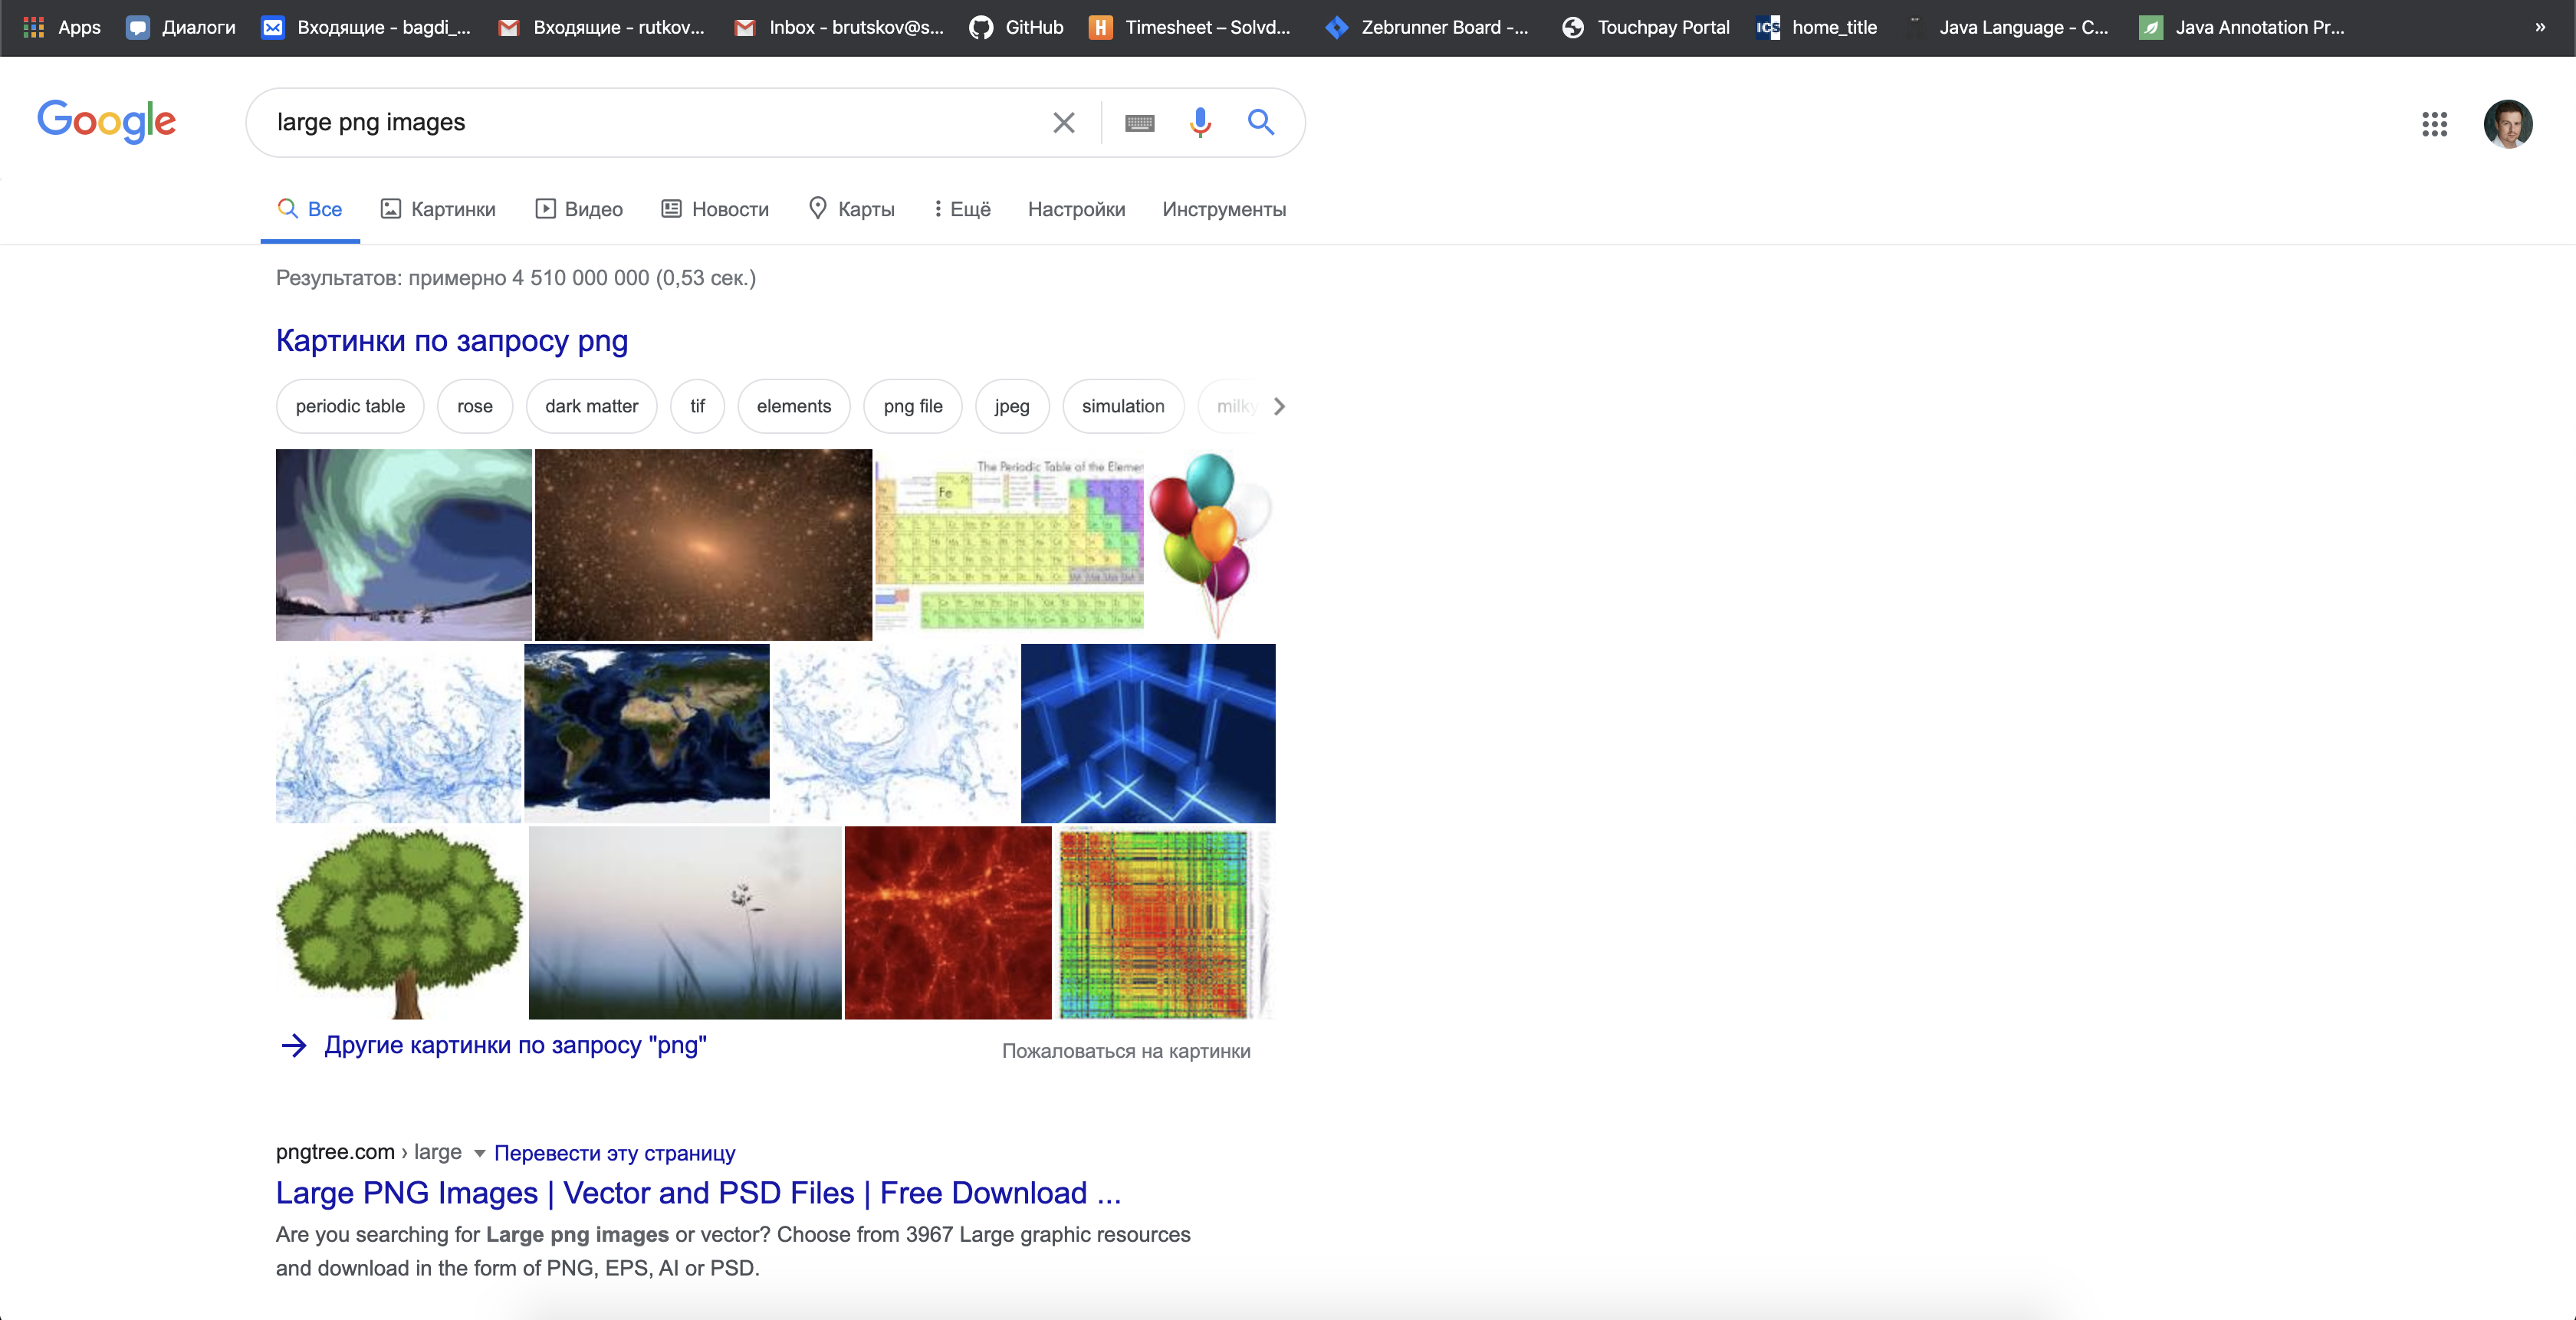 Apps Диалоги Входящие - bagdi_... Входящие - rutkov... Inbox - brutskov@s... GitHub Timesheet – Solvd... Zebrunner Board -... Touchpay Portal ICS home_title Java Language - C... Java Annotation Pr... »
Google
large png images
Все Картинки Видео Новости Карты Ещё Настройки Инструменты
Результатов: примерно 4 510 000 000 (0,53 сек.)
Картинки по запросу png
periodic table rose dark matter tif elements png file jpeg simulation milky
The Periodic Table of the Elemen
Fe
Другие картинки по запросу "png"
Пожаловаться на картинки
pngtree.com › large Перевести эту страницу
Large PNG Images | Vector and PSD Files | Free Download ...
Are you searching for Large png images or vector? Choose from 3967 Large graphic resources
and download in the form of PNG, EPS, AI or PSD.